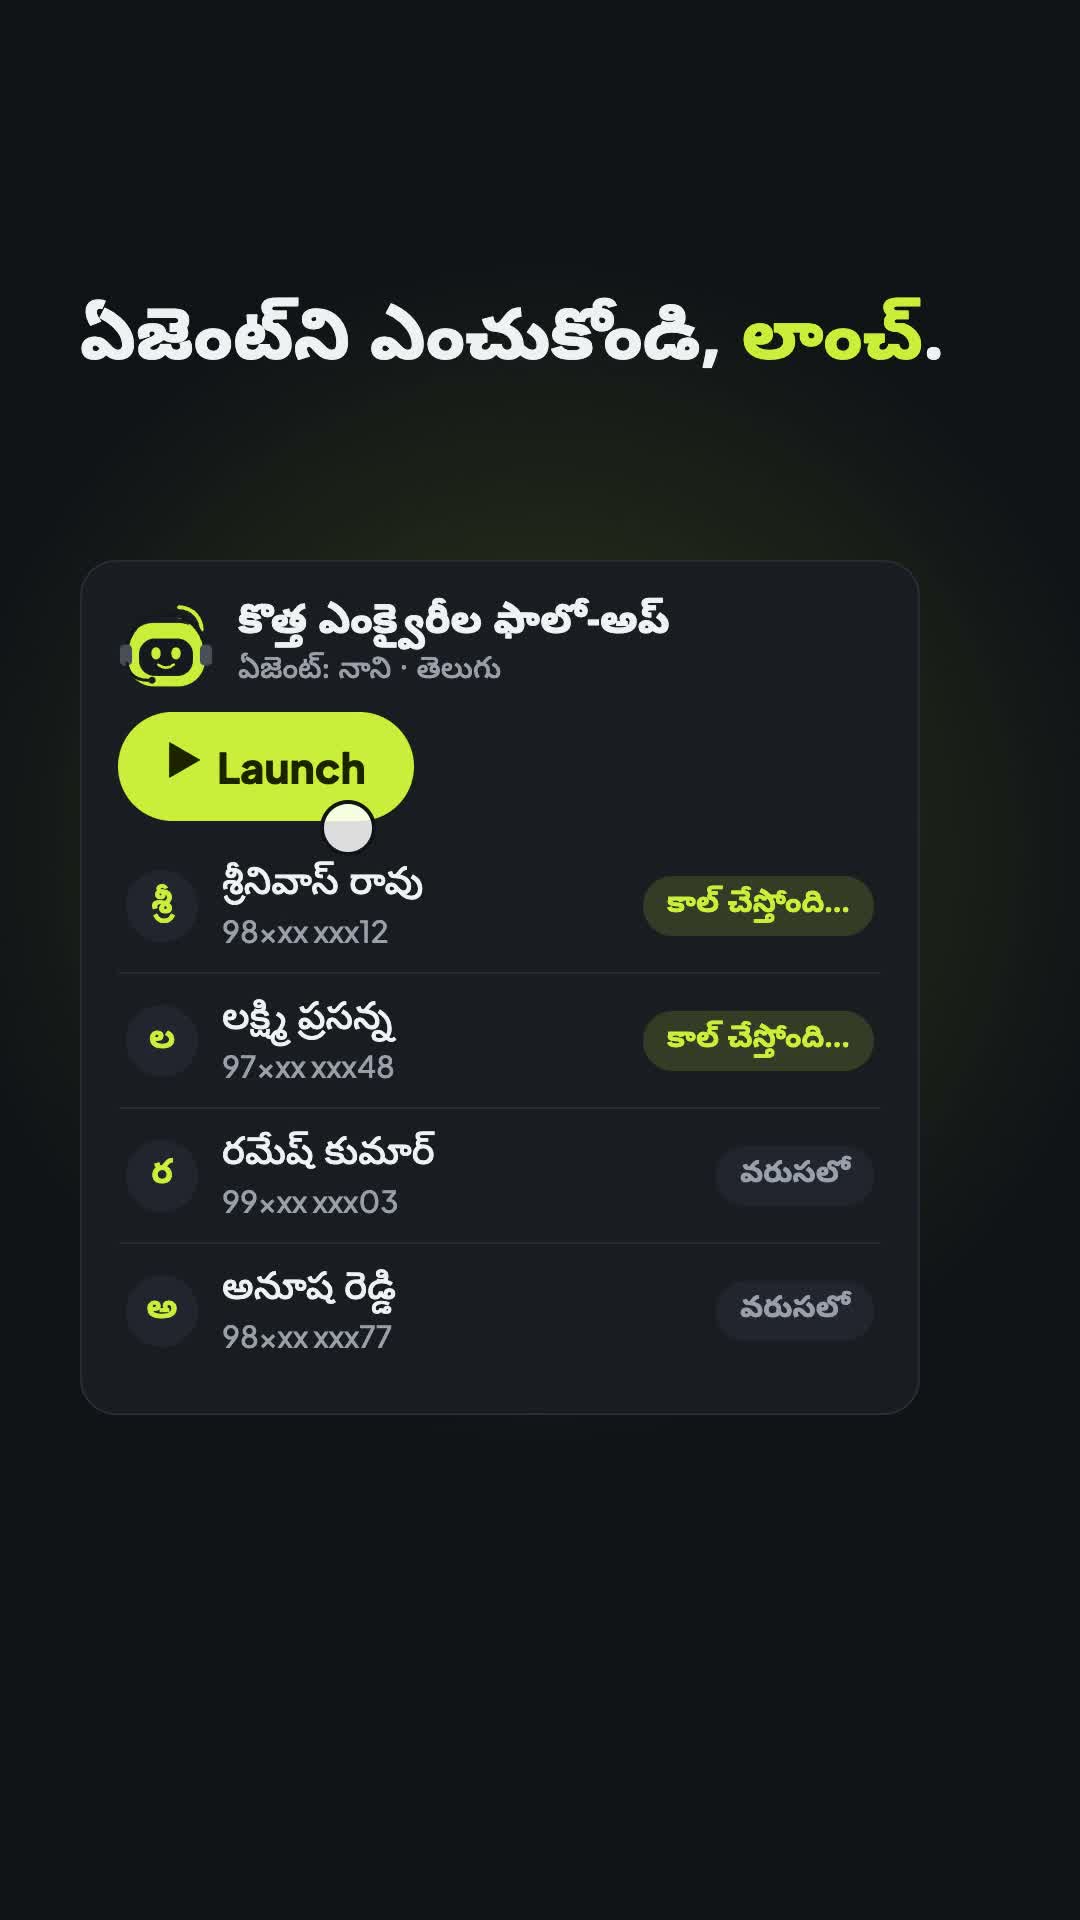 ఏజెంట్‌ని ఎంచుకోండి, లాంచ్.
కొత్త ఎంక్వైరీల ఫాలో-అప్
ఏజెంట్: నాని · తెలుగు
Launch
శ్రీ
శ్రీనివాస్ రావు
98×xx xxx12
కాల్ చేస్తోంది...
ల
లక్ష్మి ప్రసన్న
97×xx xxx48
కాల్ చేస్తోంది...
ర
రమేష్ కుమార్
99×xx xxx03
వరుసలో
అ
అనూష రెడ్డి
98×xx xxx77
వరుసలో